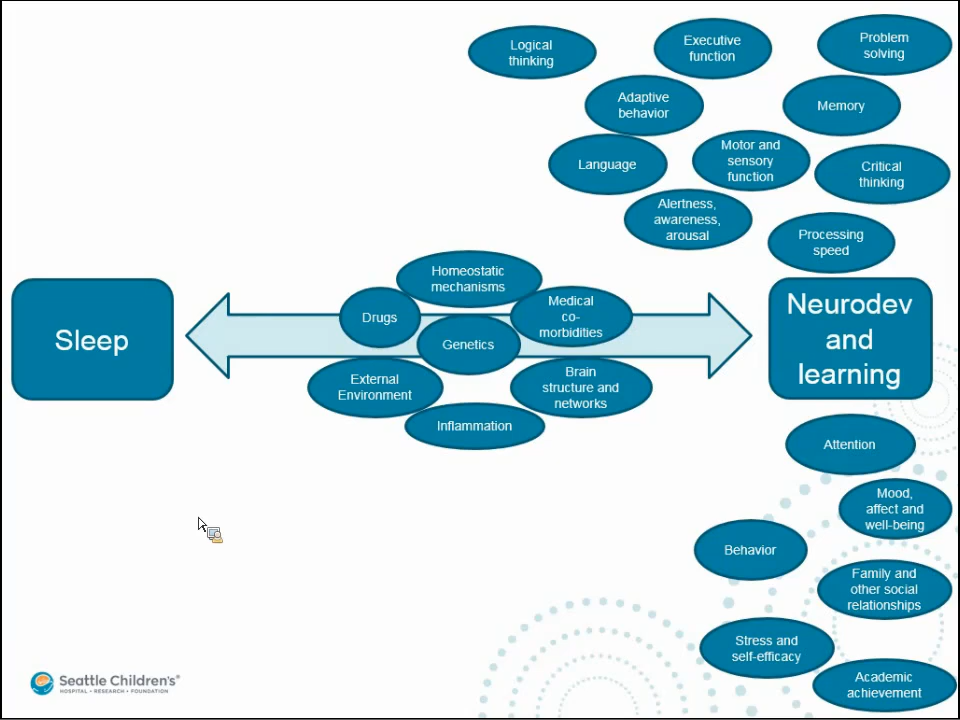 Logical
thinking
Executive
function
Problem
solving
Adaptive
behavior
Memory
Language
Motor and
sensory
function
Critical
thinking
Alertness,
awareness,
arousal
Processing
speed
Homeostatic
mechanisms
Drugs
Medical
co-
morbidities
Genetics
External
Environment
Brain
structure and
networks
Inflammation
Sleep
Neurodev
and
learning
Attention
Mood,
affect and
well-being
Behavior
Family and
other social
relationships
Stress and
self-efficacy
Academic
achievement
Seattle Children's®
HOSPITAL • RESEARCH • FOUNDATION